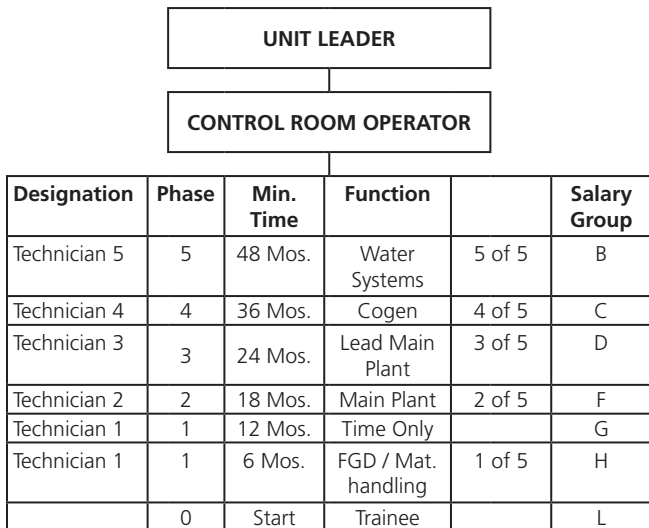 UNIT LEADER
CONTROL ROOM OPERATOR
Designation Phase Min. Time Function Salary Group
Technician 5 5 48 Mos. Water Systems 5 of 5 B
Technician 4 4 36 Mos. Cogen 4 of 5 C
Technician 3 3 24 Mos. Lead Main Plant 3 of 5 D
Technician 2 2 18 Mos. Main Plant 2 of 5 F
Technician 1 1 12 Mos. Time Only G
Technician 1 1 6 Mos. FGD / Mat. handling 1 of 5 H
0 Start Trainee L